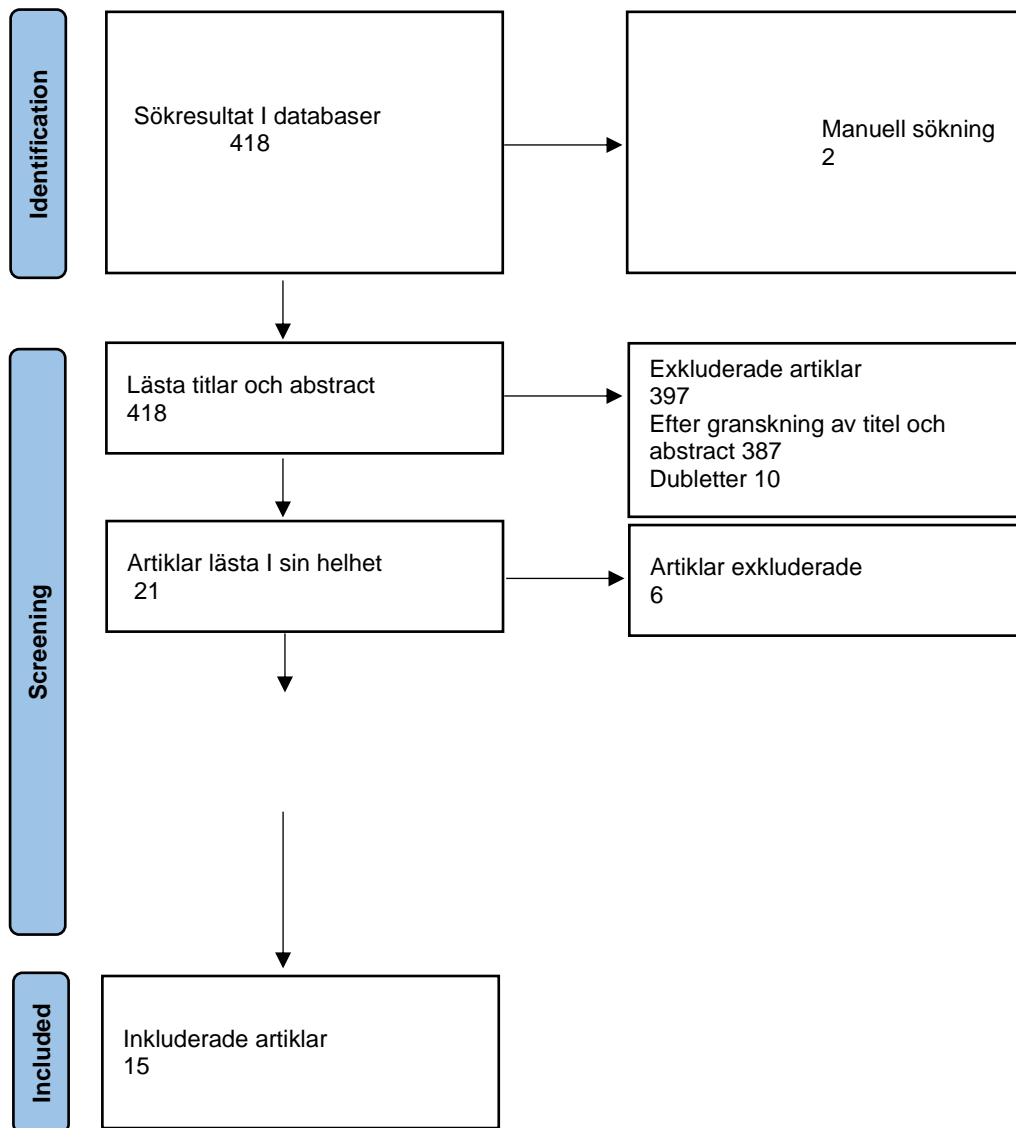 Identification
Sökresultat I databaser
418
Manuell sökning
2
Screening
Lästa titlar och abstract
418
Exkluderade artiklar
397
Efter granskning av titel och
abstract 387
Dubletter 10
Artiklar lästa I sin helhet
21
Artiklar exkluderade
6
Included
Inkluderade artiklar
15